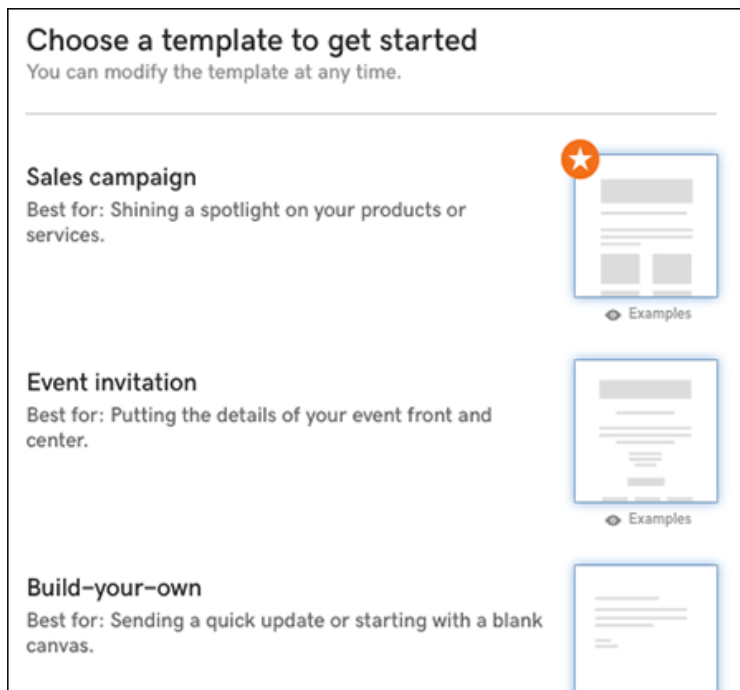 Choose a template to get started
You can modify the template at any time.
Sales campaign
Best for: Shining a spotlight on your products or
services.
Examples
Event invitation
Best for: Putting the details of your event front and
center.
Examples
Build-your-own
Best for: Sending a quick update or starting with a blank
canvas.